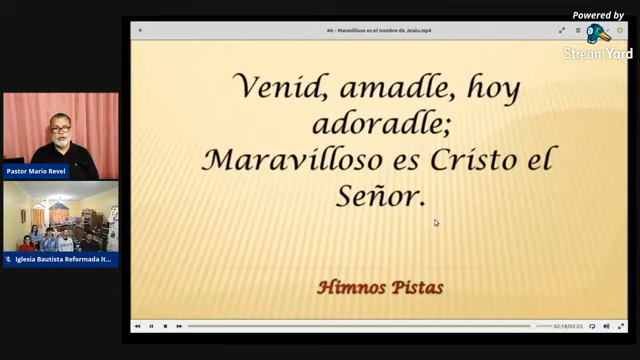 Powered by
StreamYard
46 - Maravilloso es el nombre de Jesús.mp4
Venid, amadle, hoy
adoradle;
Maravilloso es Cristo el
Señor.
Himnos Pistas
Pastor Mario Revel
Iglesia Bautista Reformada It...
02:18/02:25